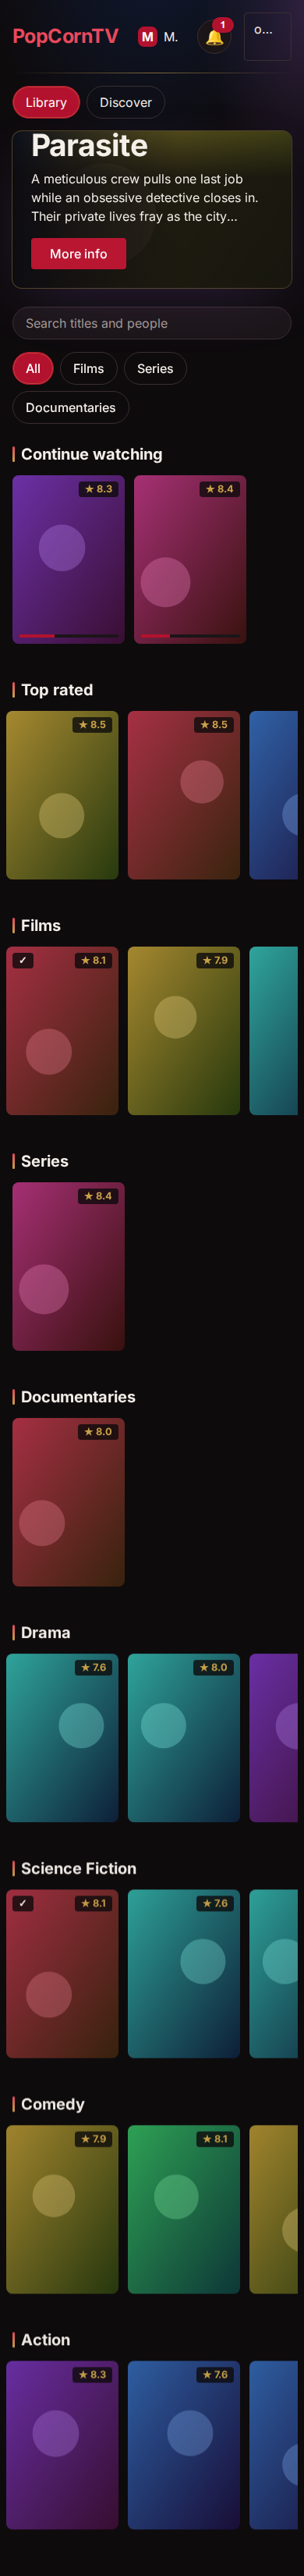 PopCornTV
M M.
🔔 1
o...
Library Discover
Parasite
A meticulous crew pulls one last job
while an obsessive detective closes in.
Their private lives fray as the city...
More info
Search titles and people
All Films Series
Documentaries
Continue watching
★ 8.3 ★ 8.4
Top rated
★ 8.5 ★ 8.5
Films
✓ ★ 8.1 ★ 7.9
Series
★ 8.4
Documentaries
★ 8.0
Drama
★ 7.6 ★ 8.0
Science Fiction
✓ ★ 8.1 ★ 7.6
Comedy
★ 7.9 ★ 8.1
Action
★ 8.3 ★ 7.6